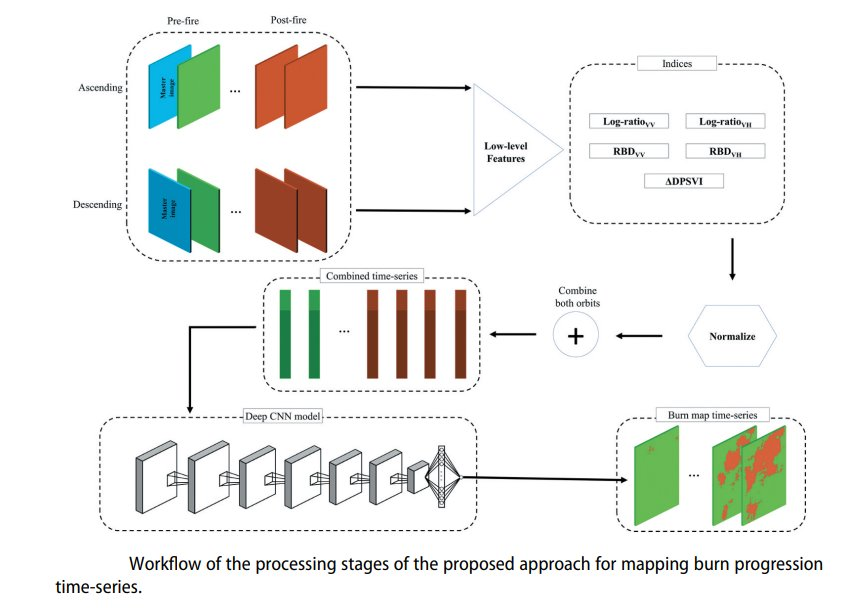 Pre-fire
Post-fire
Ascending
Master
image
...
Descending
Master
image
...
Low-level
Features
Indices
Log-ratioVV
Log-ratioVH
RBDVV
RBDVH
ΔDPSVI
Normalize
Combine
both orbits
+
Combined time-series
...
Deep CNN model
Burn map time-series
...
Workflow of the processing stages of the proposed approach for mapping burn progression
time-series.